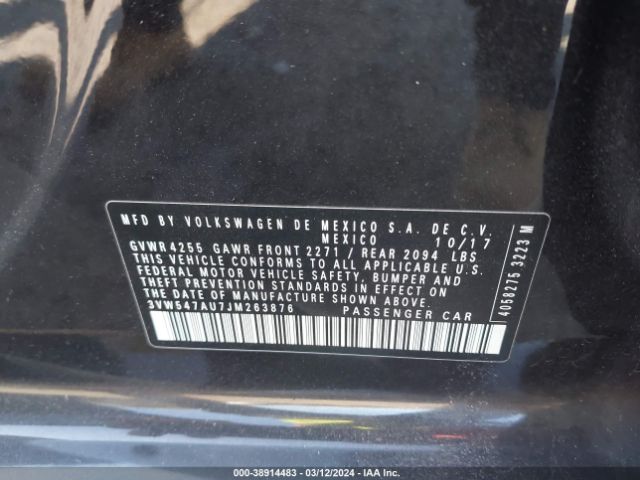 MFD BY VOLKSWAGEN DE MEXICO S.A. DE C.V.
MEXICO 10/17
GVWR 4255 GAWR FRONT 2271 / REAR 2094 LBS
THIS VEHICLE CONFORMS TO ALL APPLICABLE U.S.
FEDERAL MOTOR VEHICLE SAFETY, BUMPER AND
THEFT PREVENTION STANDARDS IN EFFECT ON
THE DATE OF MANUFACTURE SHOWN ABOVE.
3VW547AU7JM263876 PASSENGER CAR
4058275 3223 M
000-38914483 - 03/12/2024 - IAA Inc.